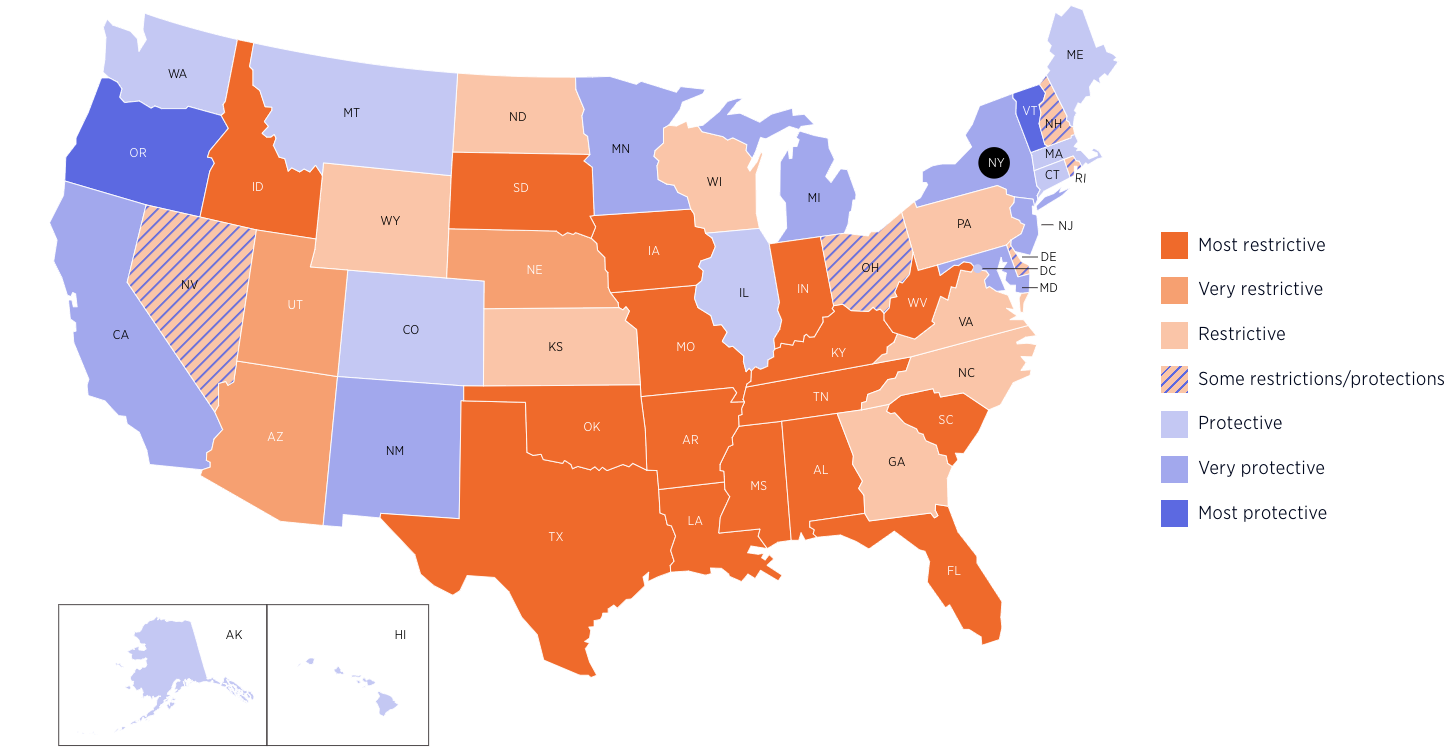 ME
WA
VT
MT
ND
NH
MN
OR
MA
NY
CT
RI
WI
ID
SD
MI
WY
PA
NJ
IA
DE
OH
NE
DC
NV
IN
MD
IL
UT
WV
VA
CO
CA
KS
MO
KY
NC
TN
SC
OK
AZ
AR
NM
GA
AL
MS
LA
TX
FL
AK
HI
Most restrictive
Very restrictive
Restrictive
Some restrictions/protections
Protective
Very protective
Most protective